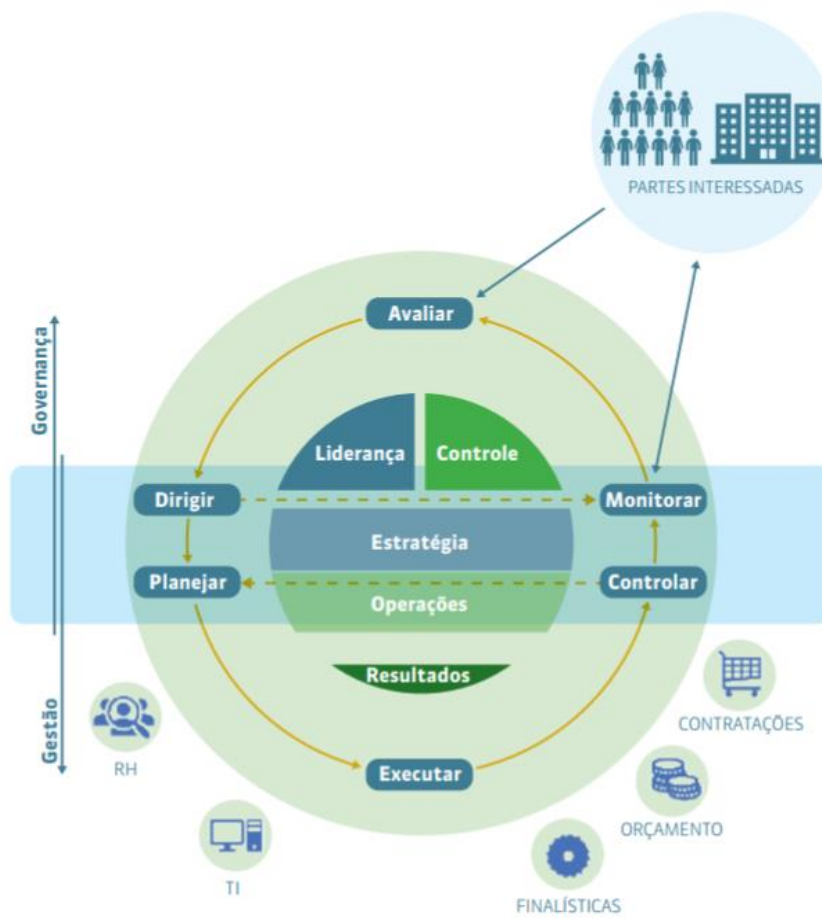 PARTES INTERESSADAS
Avaliar
Governança
Liderança
Controle
Dirigir
Monitorar
Estratégia
Planejar
Controlar
Operações
Resultados
Gestão
RH
CONTRATAÇÕES
Executar
ORÇAMENTO
TI
FINALÍSTICAS